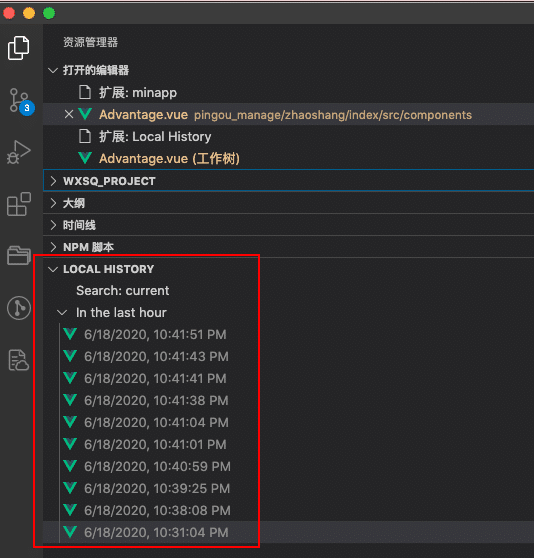 资源管理器
打开的编辑器
扩展: minapp
Advantage.vue pingou_manage/zhaoshang/index/src/components
扩展: Local History
Advantage.vue (工作树)
3
WXSQ_PROJECT
大纲
时间线
NPM 脚本
LOCAL HISTORY
Search: current
In the last hour
6/18/2020, 10:41:51 PM
6/18/2020, 10:41:43 PM
6/18/2020, 10:41:41 PM
6/18/2020, 10:41:38 PM
6/18/2020, 10:41:04 PM
6/18/2020, 10:41:01 PM
6/18/2020, 10:40:59 PM
6/18/2020, 10:39:25 PM
6/18/2020, 10:38:08 PM
6/18/2020, 10:31:04 PM